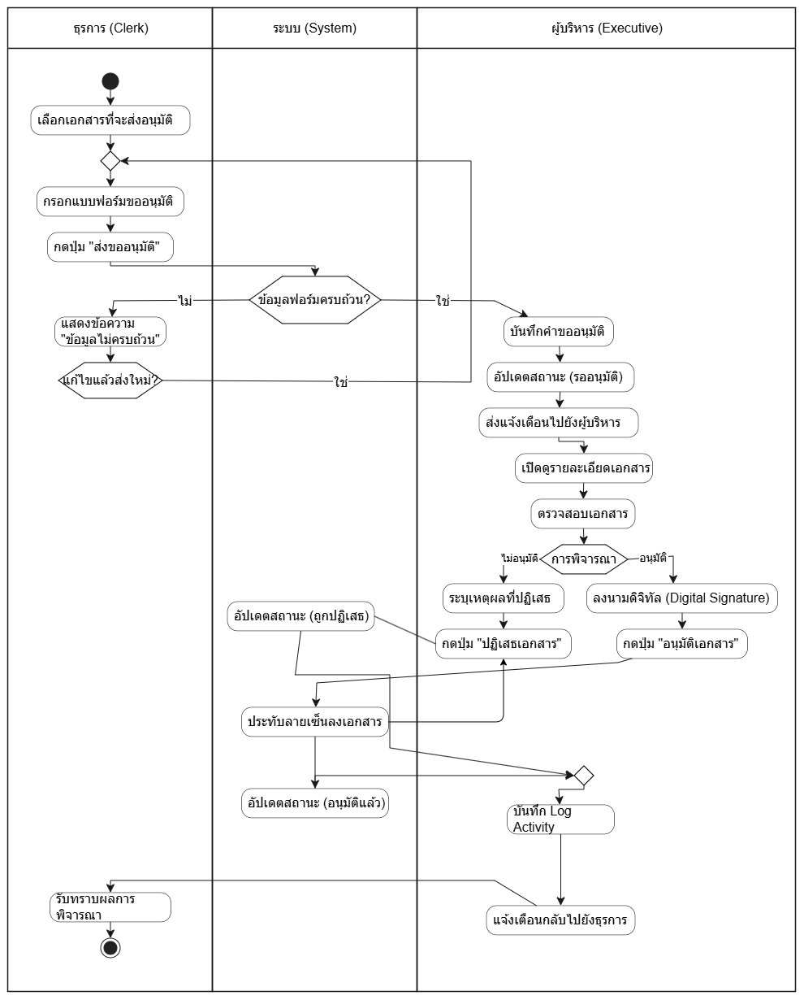 ธุรการ (Clerk)
ระบบ (System)
ผู้บริหาร (Executive)
เลือกเอกสารที่จะส่งอนุมัติ
กรอกแบบฟอร์มขออนุมัติ
กดปุ่ม "ส่งขออนุมัติ"
ข้อมูลฟอร์มครบถ้วน?
ไม่
ใช่
แสดงข้อความ
"ข้อมูลไม่ครบถ้วน"
บันทึกคำขออนุมัติ
แก้ไขแล้วส่งใหม่?
ใช่
อัปเดตสถานะ (รออนุมัติ)
ส่งแจ้งเตือนไปยังผู้บริหาร
เปิดดูรายละเอียดเอกสาร
ตรวจสอบเอกสาร
ไม่อนุมัติ
การพิจารณา
อนุมัติ
ระบุเหตุผลที่ปฏิเสธ
ลงนามดิจิทัล (Digital Signature)
อัปเดตสถานะ (ถูกปฏิเสธ)
กดปุ่ม "ปฏิเสธเอกสาร"
กดปุ่ม "อนุมัติเอกสาร"
ประทับลายเซ็นลงเอกสาร
อัปเดตสถานะ (อนุมัติแล้ว)
บันทึก Log
Activity
รับทราบผลการ
พิจารณา
แจ้งเตือนกลับไปยังธุรการ